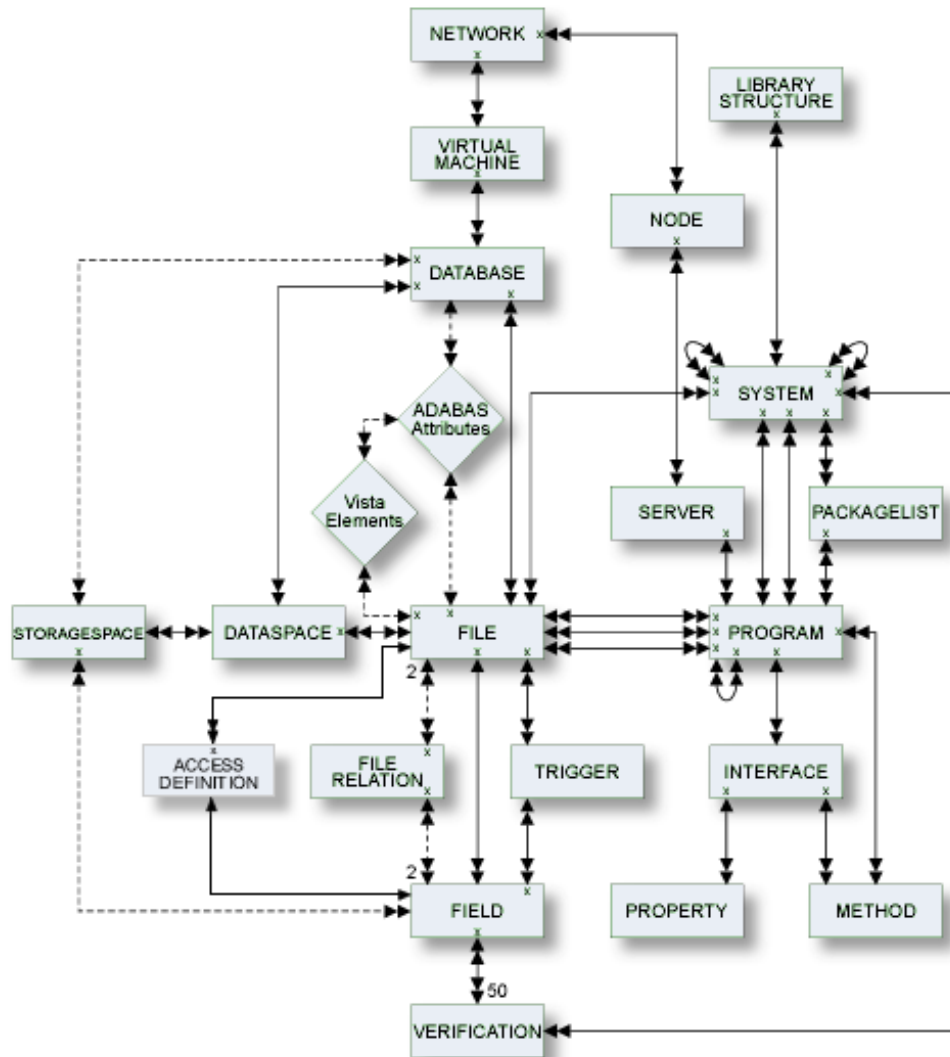 NETWORK
LIBRARY
STRUCTURE
VIRTUAL
MACHINE
NODE
DATABASE
SYSTEM
ADABAS
Attributes
Vista
Elements
SERVER
PACKAGELIST
STORAGESPACE
DATASPACE
FILE
PROGRAM
2
ACCESS
DEFINITION
FILE
RELATION
TRIGGER
INTERFACE
2
FIELD
PROPERTY
METHOD
50
VERIFICATION